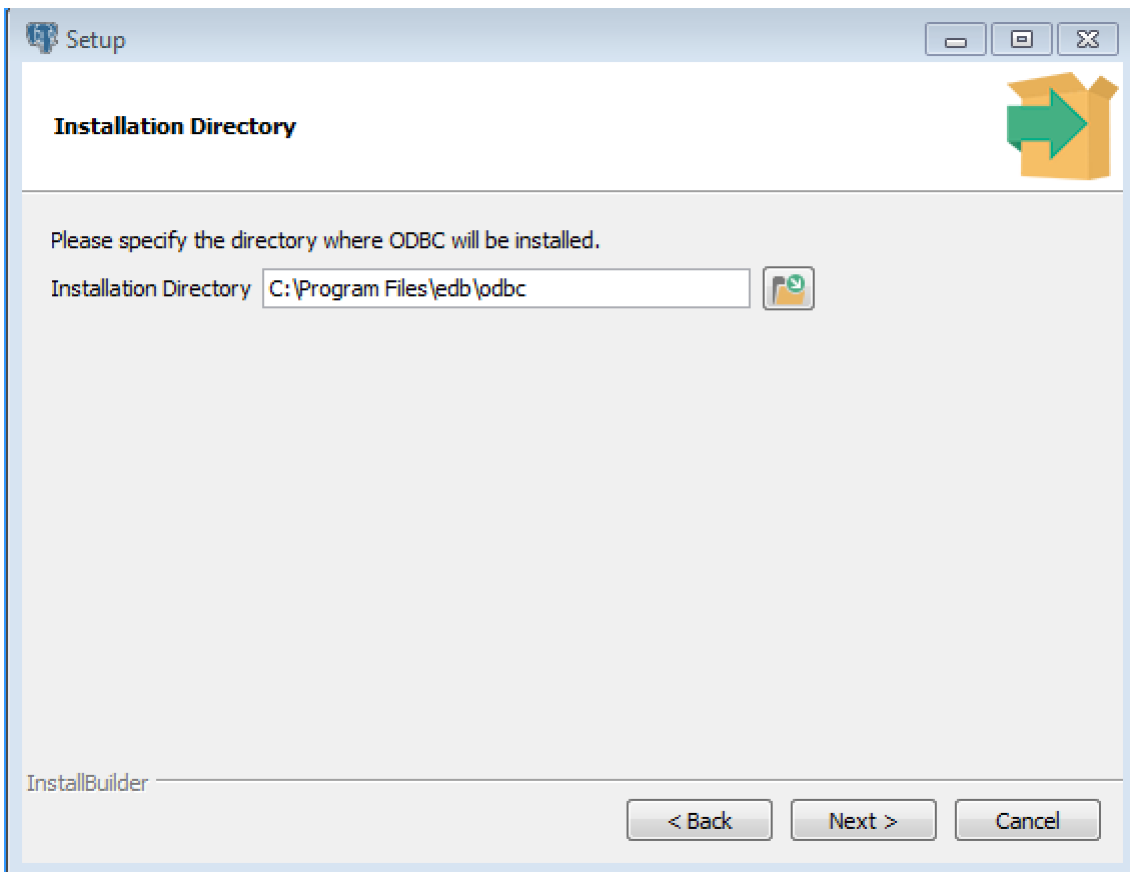 Setup
Installation Directory
Please specify the directory where ODBC will be installed.
Installation Directory C:\Program Files\edb\odbc
InstallBuilder
< Back Next > Cancel